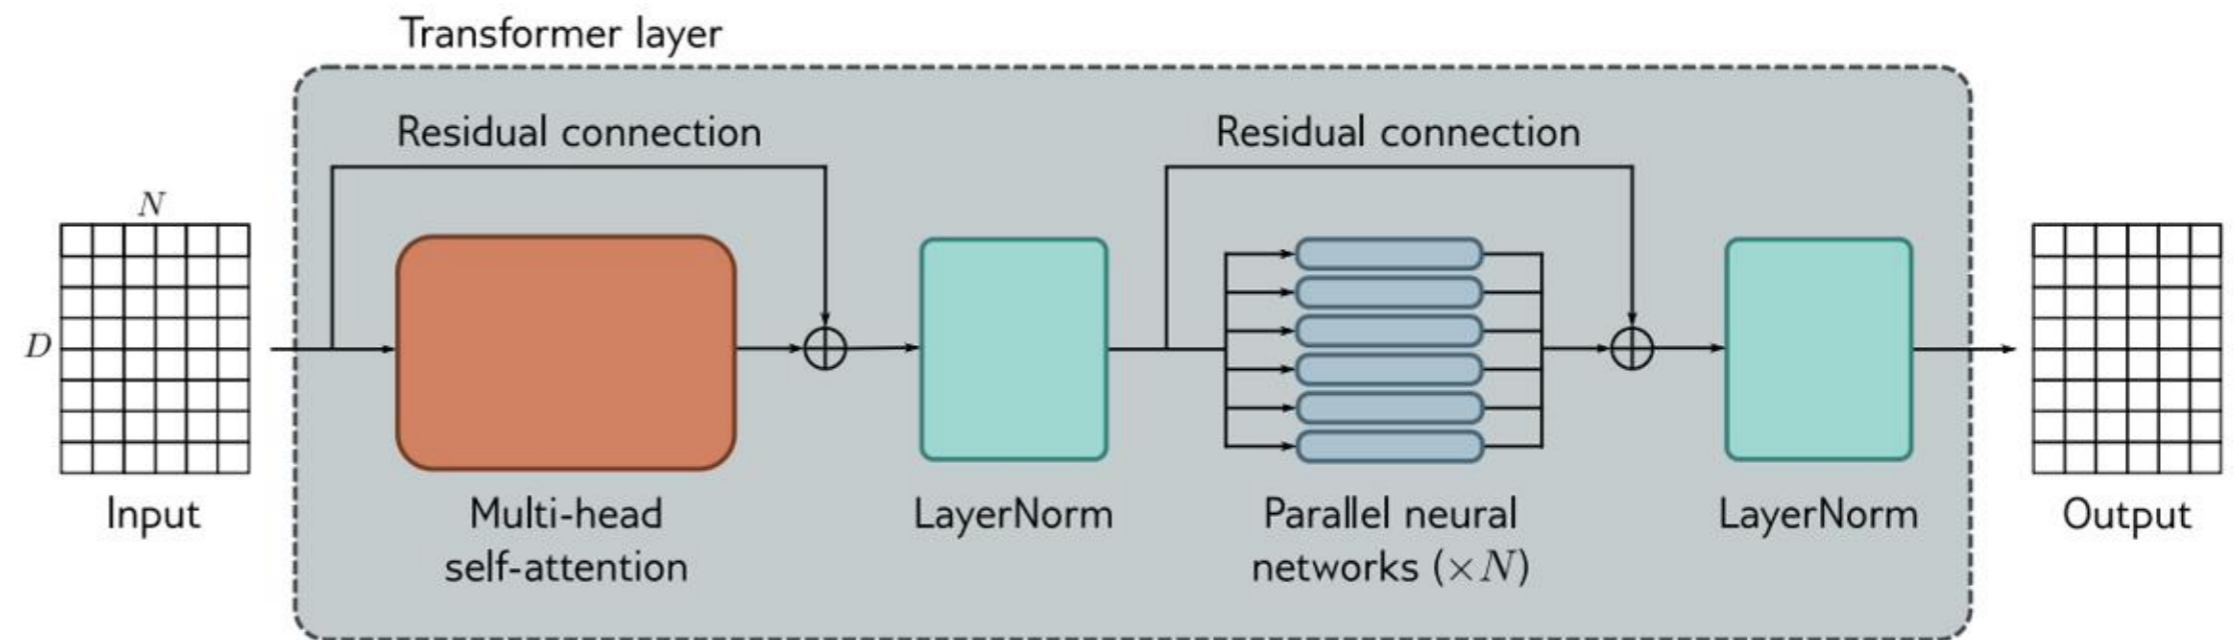 Transformer layer
Residual connection
Residual connection
N
D
Input
Multi-head
self-attention
LayerNorm
Parallel neural
networks (×N)
LayerNorm
Output